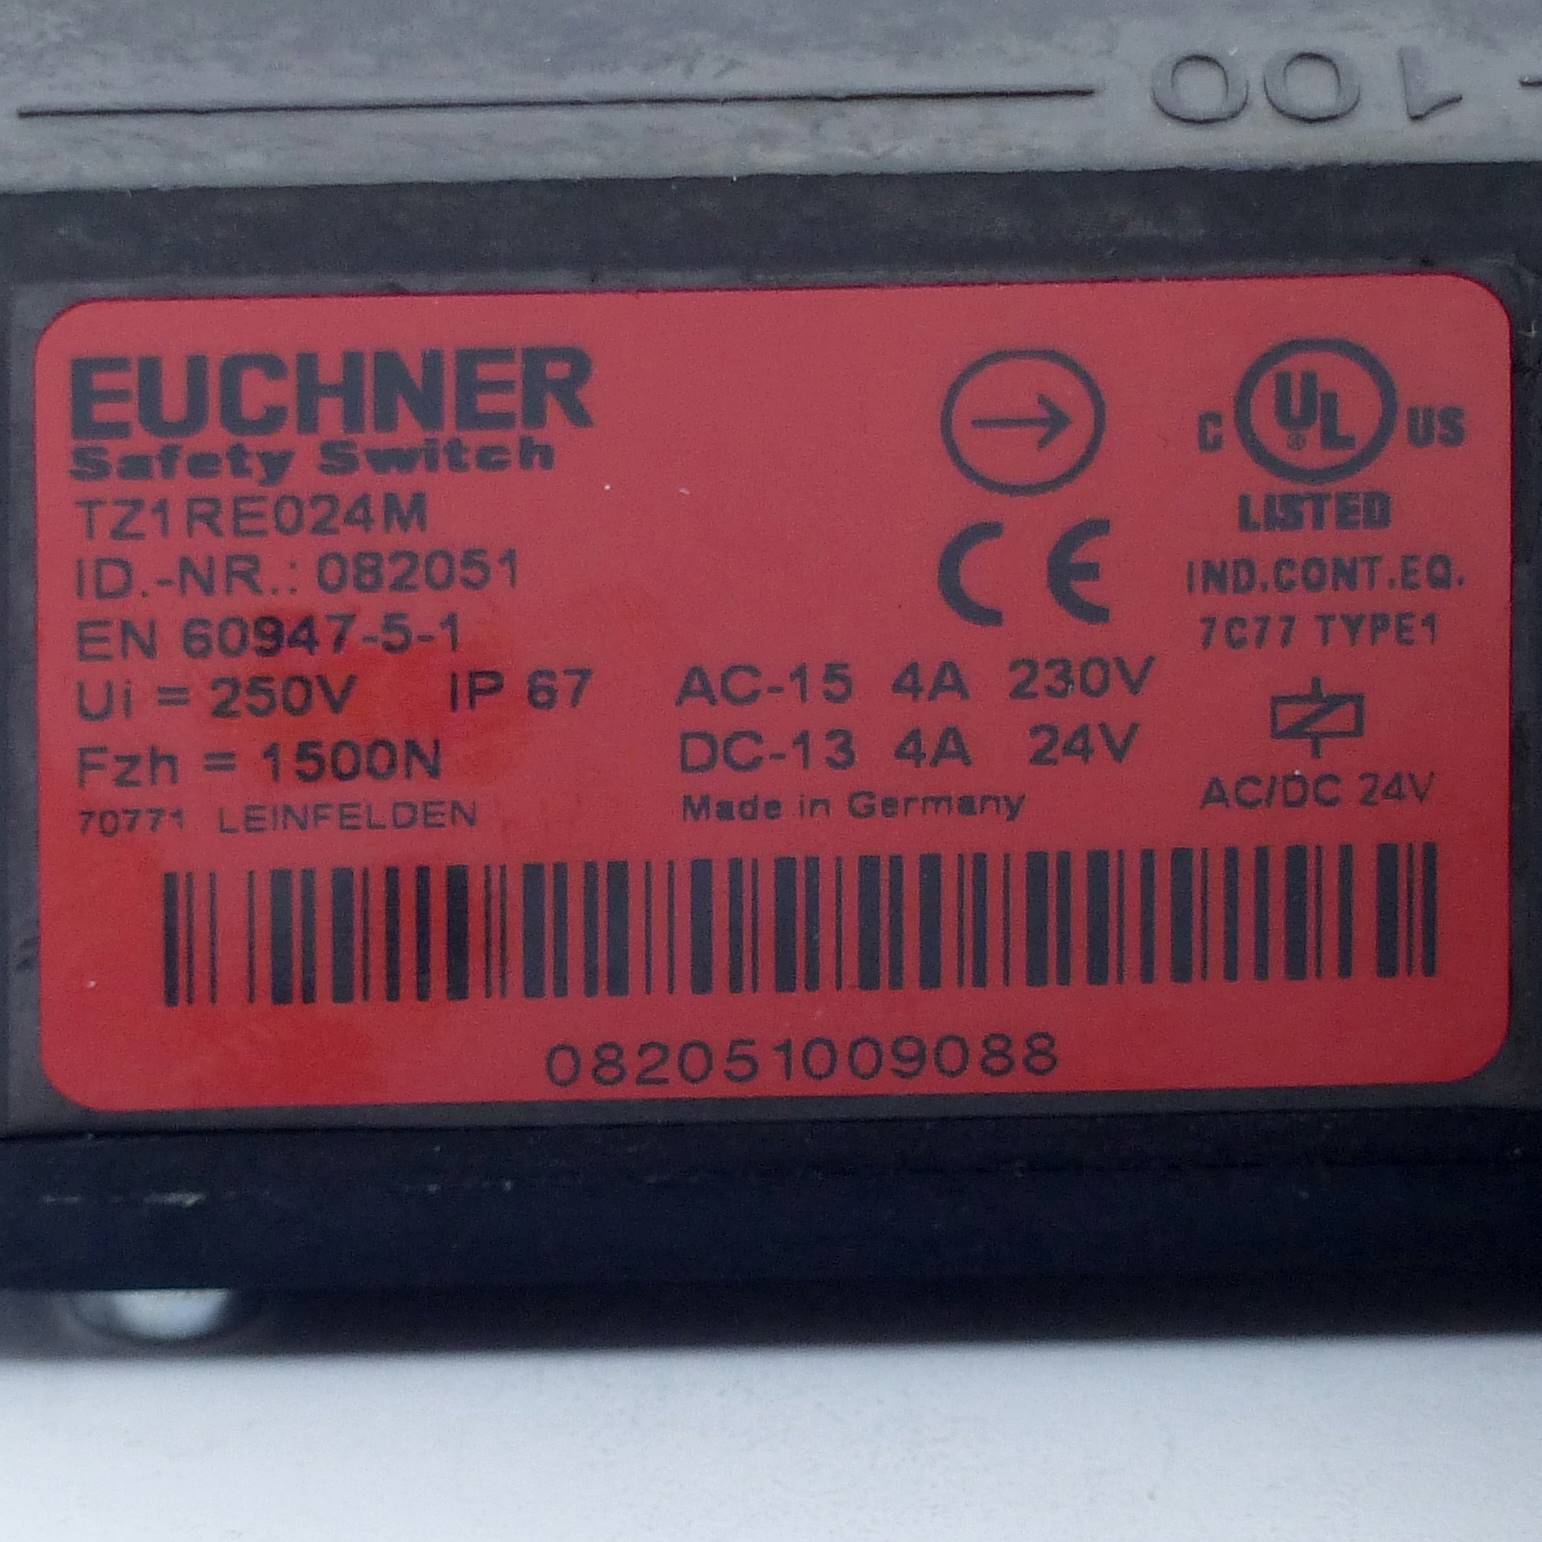 100
EUCHNER
Safety Switch
TZ1RE024M
ID.-NR.: 082051
EN 60947-5-1
Ui = 250V IP 67
Fzh = 1500N
70771 LEINFELDEN
AC-15 4A 230V
DC-13 4A 24V
Made in Germany
CE
C UL ® US
LISTED
IND.CONT.EQ.
7C77 TYPE1
AC/DC 24V
082051009088